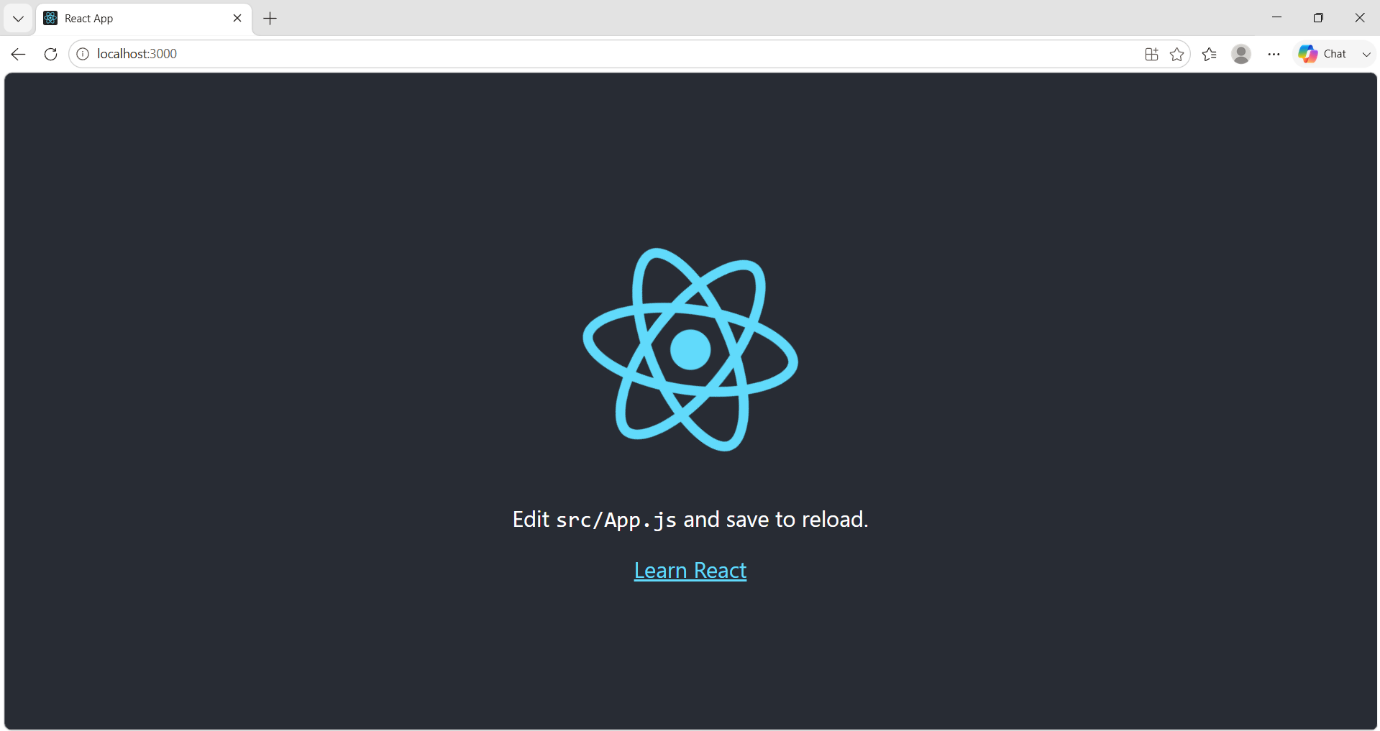 React App
localhost:3000
Chat
Edit src/App.js and save to reload.
Learn React